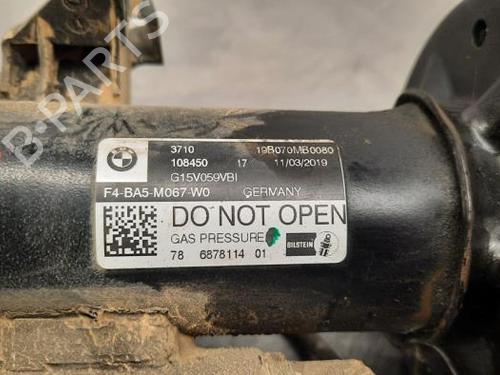 B-PARTS
BMW
3710 19B070MB0080
108450 17 11/03/2019
G15V059VBI
F4-BA5-M067-W0 GERMANY
DO NOT OPEN
GAS PRESSURE
BILSTEIN
78 6878114 01